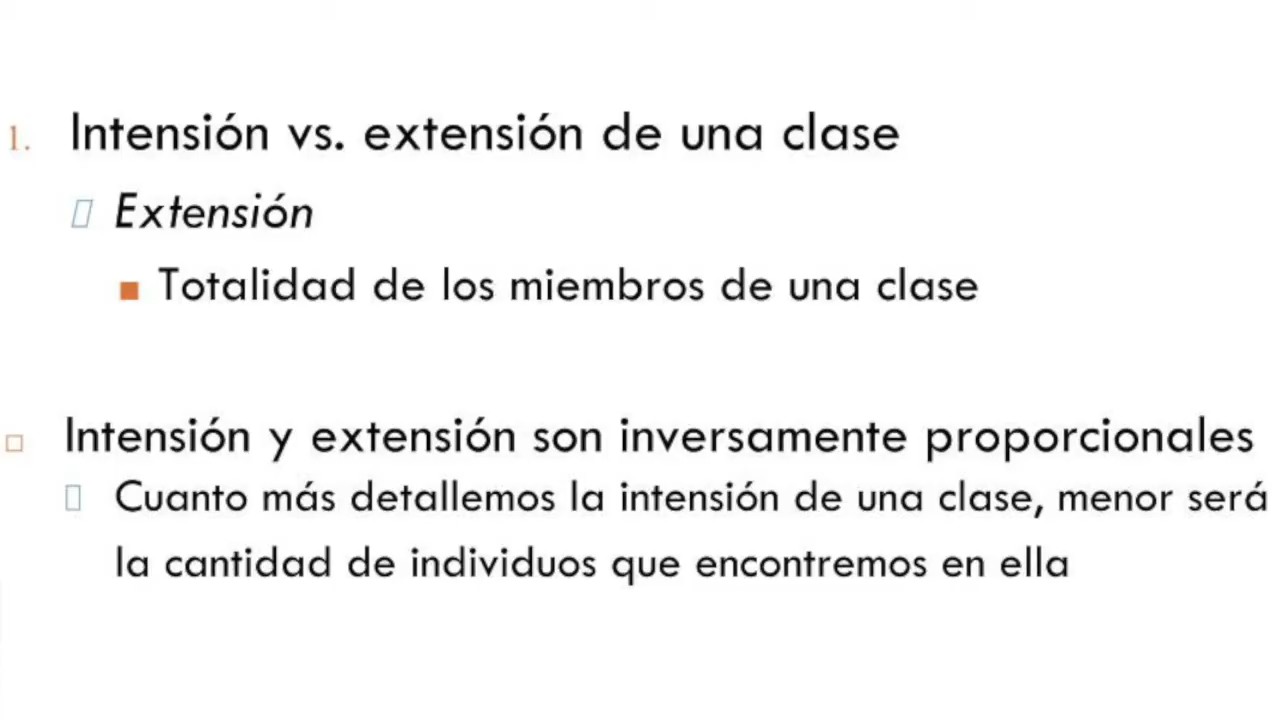 1. Intensión vs. extensión de una clase
Extensión
Totalidad de los miembros de una clase
Intensión y extensión son inversamente proporcionales
Cuanto más detallemos la intensión de una clase, menor será
la cantidad de individuos que encontremos en ella